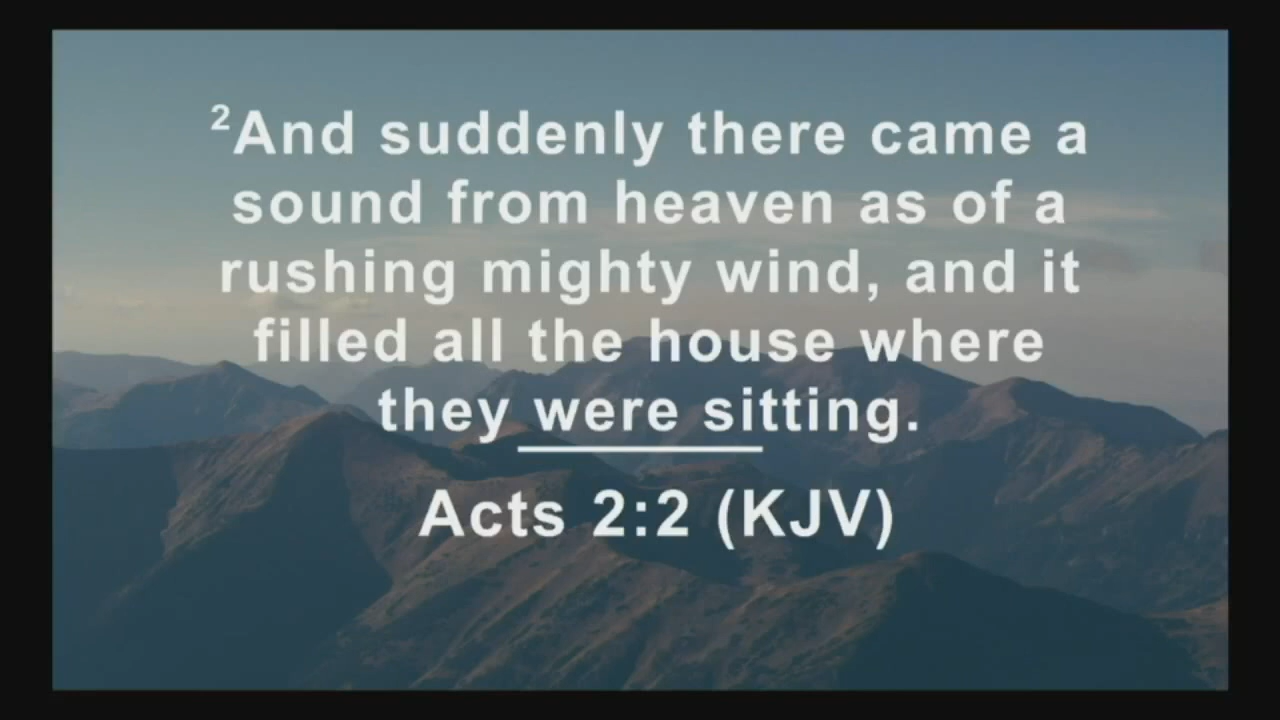 ²And suddenly there came a
sound from heaven as of a
rushing mighty wind, and it
filled all the house where
they were sitting.
Acts 2:2 (KJV)